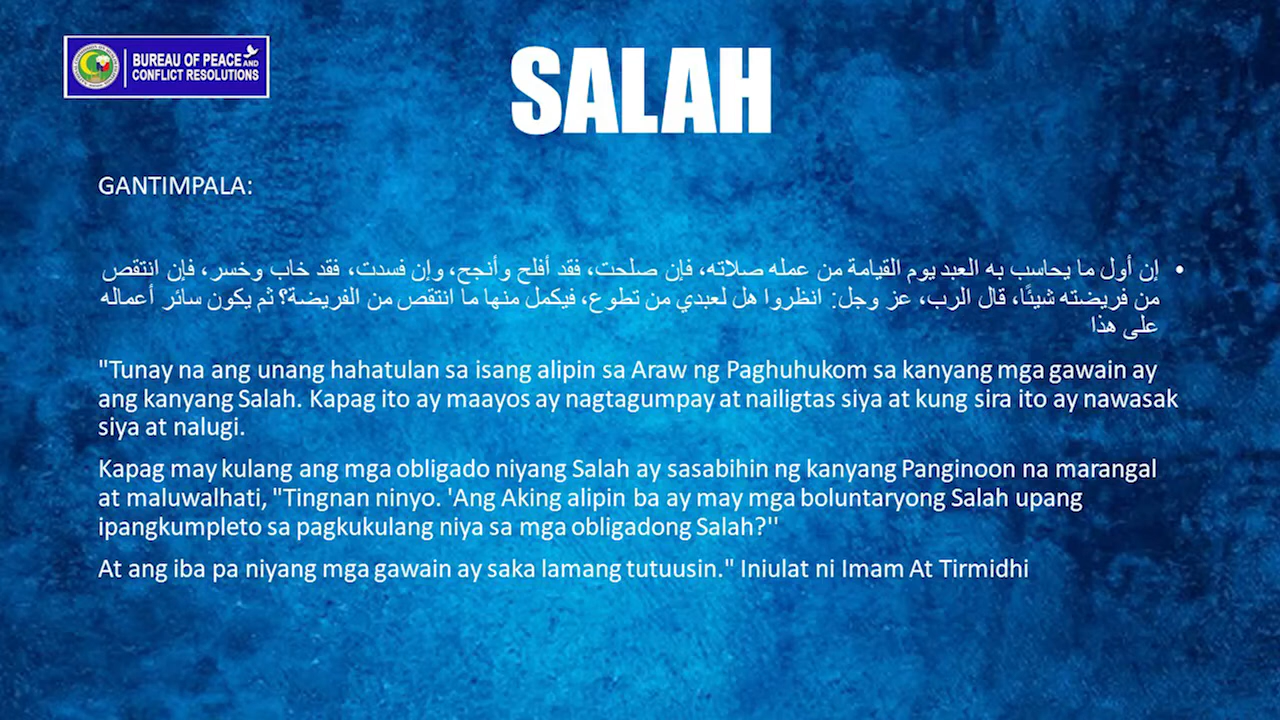 BUREAU OF PEACE AND
CONFLICT RESOLUTIONS
SALAH
GANTIMPALA:
• إن أول ما يحاسب به العبد يوم القيامة من عمله صلاته، فإن صلحت، فقد أفلح وأنجح، وإن فسدت، فقد خاب وخسر، فإن انتقص
من فريضته شيئًا، قال الرب، عز وجل: انظروا هل لعبدي من تطوع، فيكمل منها ما انتقص من الفريضة؟ ثم يكون سائر أعماله
على هذا
"Tunay na ang unang hahatulan sa isang alipin sa Araw ng Paghuhukom sa kanyang mga gawain ay
ang kanyang Salah. Kapag ito ay maayos ay nagtagumpay at nailigtas siya at kung sira ito ay nawasak
siya at nalugi.
Kapag may kulang ang mga obligado niyang Salah ay sasabihin ng kanyang Panginoon na marangal
at maluwalhati, "Tingnan ninyo. 'Ang Aking alipin ba ay may mga boluntaryong Salah upang
ipangkumpleto sa pagkukulang niya sa mga obligadong Salah?''
At ang iba pa niyang mga gawain ay saka lamang tutuusin." Iniulat ni Imam At Tirmidhi